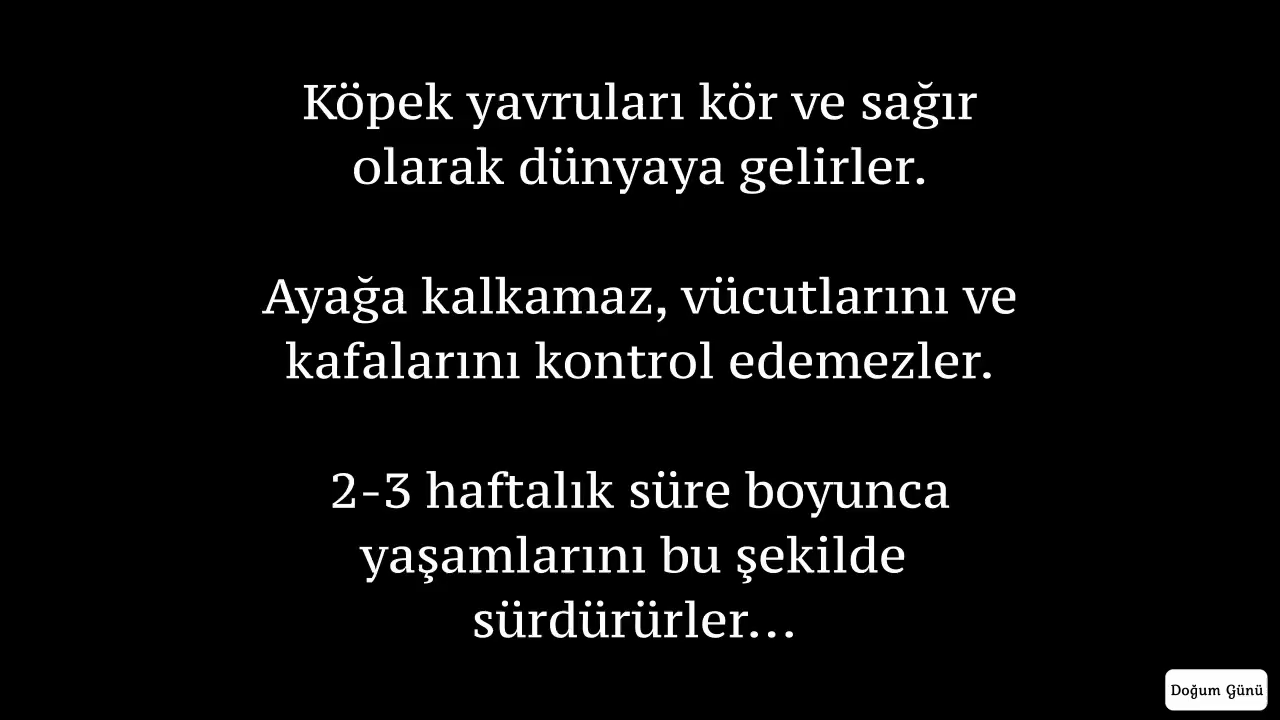 Köpek yavruları kör ve sağır
olarak dünyaya gelirler.
Ayağa kalkamaz, vücutlarını ve
kafalarını kontrol edemezler.
2-3 haftalık süre boyunca
yaşamlarını bu şekilde
sürdürürler...
Doğum Günü